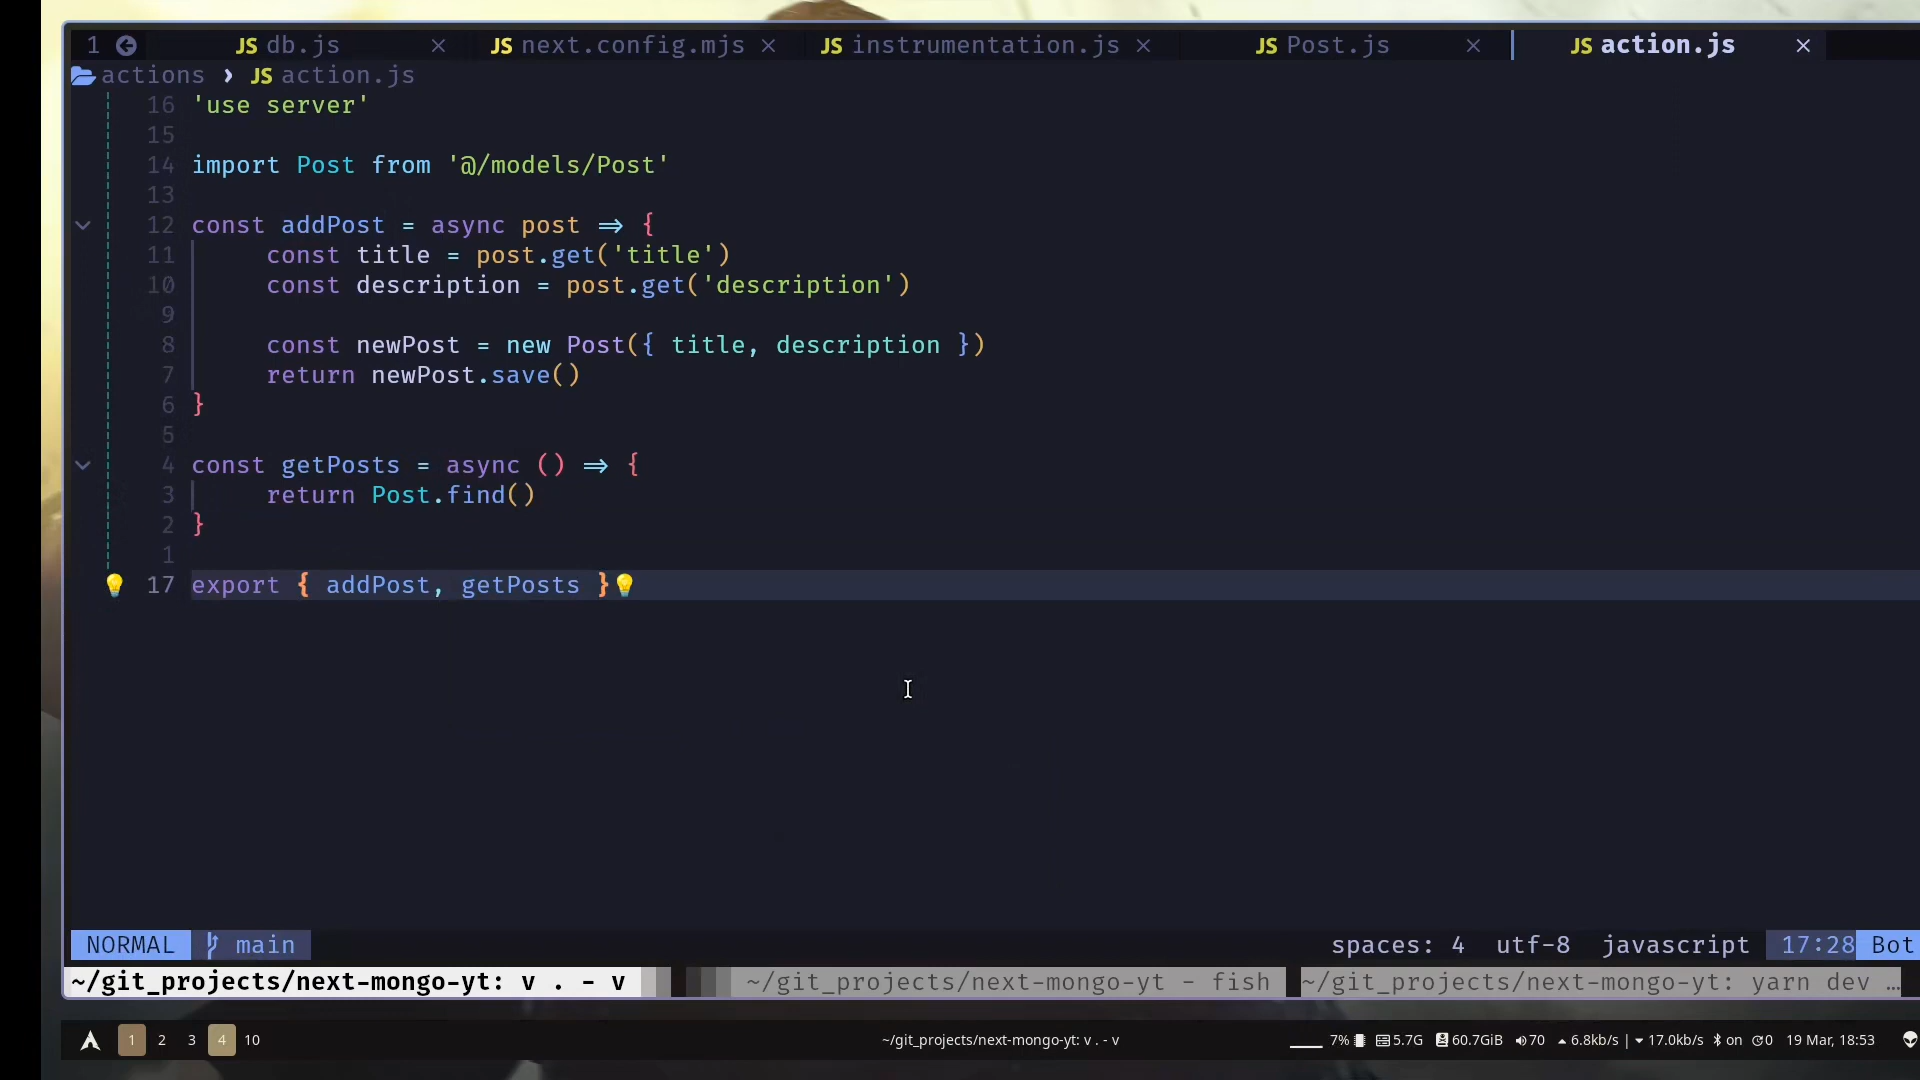 1 JS db.js × JS next.config.mjs × JS instrumentation.js × JS Post.js × JS action.js ×
actions › JS action.js
16 'use server'
15
14 import Post from '@/models/Post'
13
12 const addPost = async post ⇒ {
11 const title = post.get('title')
10 const description = post.get('description')
9
8 const newPost = new Post({ title, description })
7 return newPost.save()
6 }
5
4 const getPosts = async () ⇒ {
3 return Post.find()
2 }
1
17 export { addPost, getPosts }
NORMAL main spaces: 4 utf-8 javascript 17:28 Bot
~/git_projects/next-mongo-yt: v . - v ~/git_projects/next-mongo-yt - fish ~/git_projects/next-mongo-yt: yarn dev …
1 2 3 4 10 ~/git_projects/next-mongo-yt: v . - v 7% 5.7G 60.7GiB 70 6.8kb/s | 17.0kb/s on 0 19 Mar, 18:53